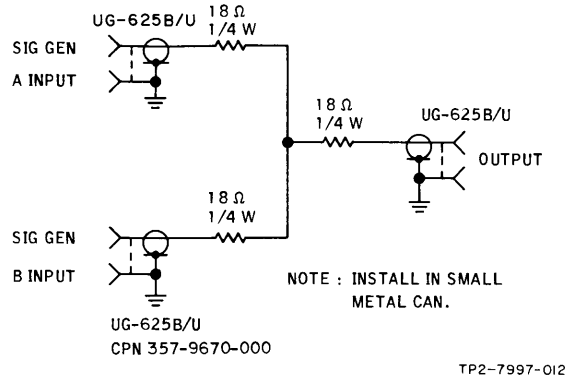 UG-625B/U
18 Ω
1/4 W
SIG GEN
A INPUT
18 Ω
1/4 W
UG-625B/U
OUTPUT
18 Ω
1/4 W
SIG GEN
B INPUT
NOTE : INSTALL IN SMALL
METAL CAN.
UG-625B/U
CPN 357-9670-000
TP2-7997-012